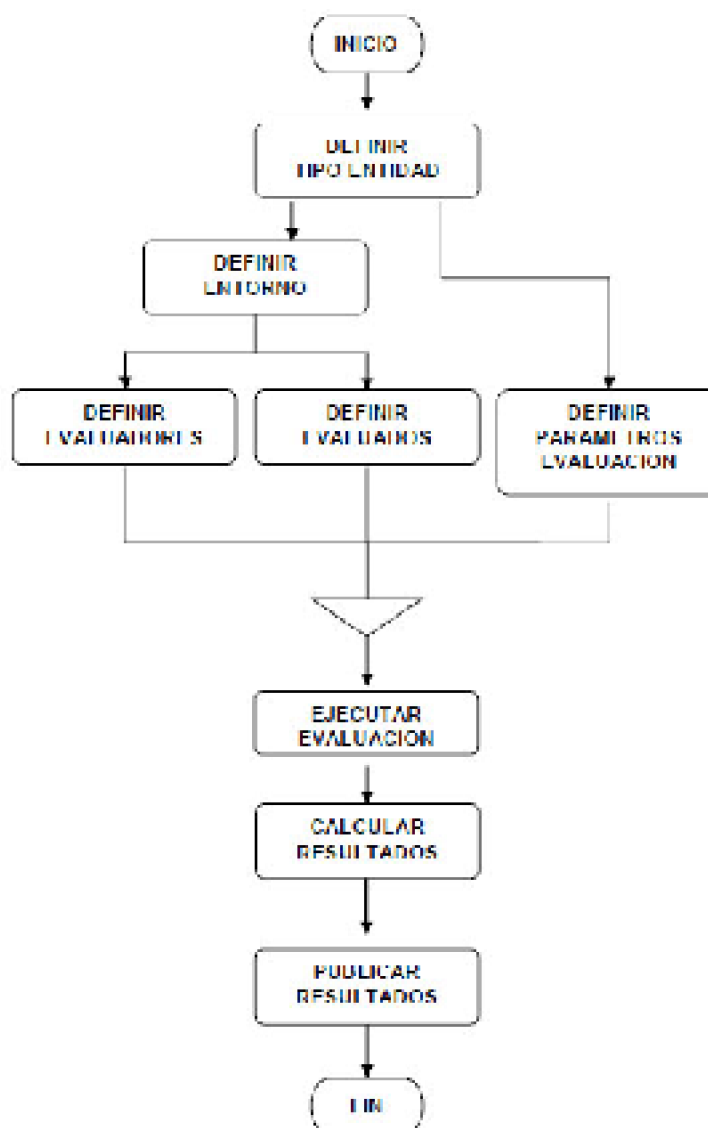 INICIO
DEFINIR
TIPO ENTIDAD
DEFINIR
ENTORNO
DEFINIR
EVALUADORES
DEFINIR
EVALUADOS
DEFINIR
PARAMETROS
EVALUACION
EJECUTAR
EVALUACION
CALCULAR
RESULTADOS
PUBLICAR
RESULTADOS
FIN